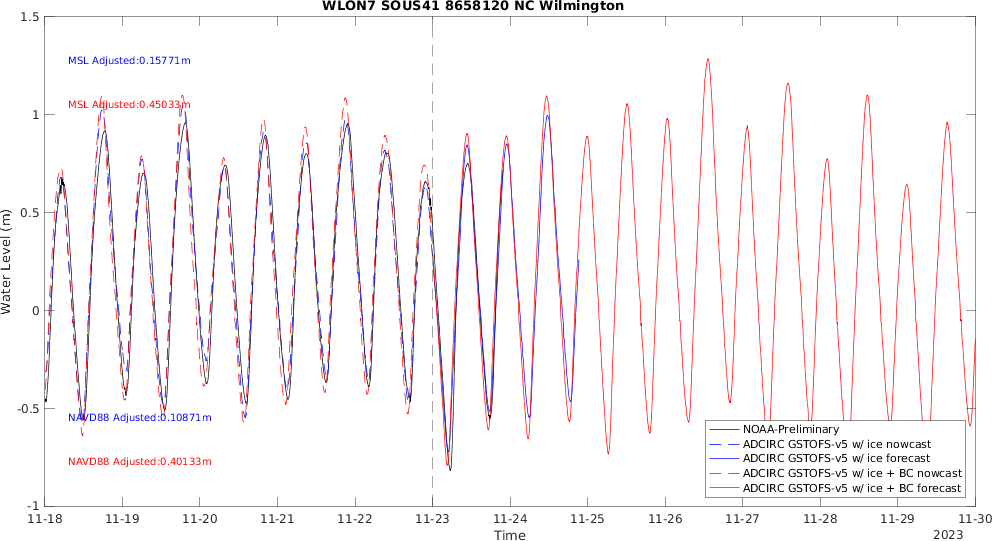 WLON7 SOUS41 8658120 NC Wilmington
1.5
1
0.5
0
-0.5
-1
Water Level (m)
MSL Adjusted:0.15771m
MSL Adjusted:0.45033m
NAVD88 Adjusted:0.10871m
NAVD88 Adjusted:0.40133m
NOAA-Preliminary
ADCIRC GSTOFS-v5 w/ ice nowcast
ADCIRC GSTOFS-v5 w/ ice forecast
ADCIRC GSTOFS-v5 w/ ice + BC nowcast
ADCIRC GSTOFS-v5 w/ ice + BC forecast
11-18 11-19 11-20 11-21 11-22 11-23 11-24 11-25 11-26 11-27 11-28 11-29 11-30
Time
2023